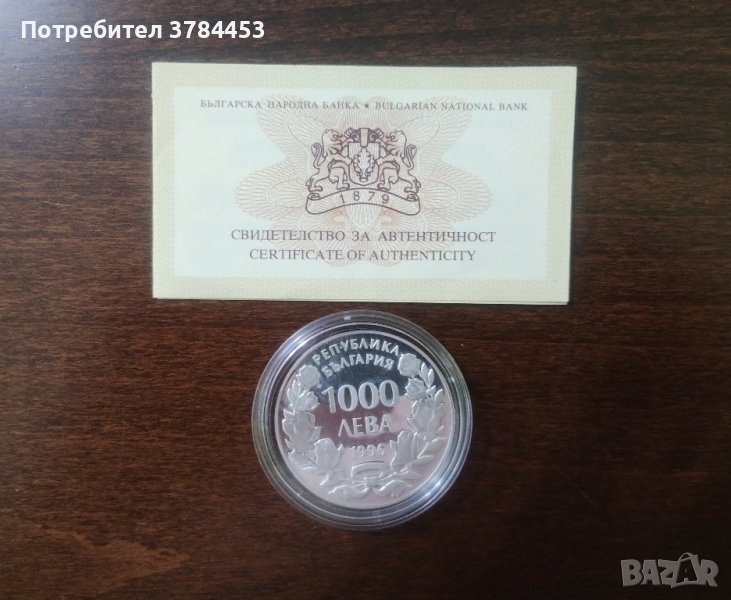 Потребител 3784453
БЪЛГАРСКА НАРОДНА БАНКА ★ BULGARIAN NATIONAL BANK
1879
СВИДЕТЕЛСТВО ЗА АВТЕНТИЧНОСТ
CERTIFICATE OF AUTHENTICITY
РЕПУБЛИКА
БЪЛГАРИЯ
1000
ЛЕВА
1996
BAZAR